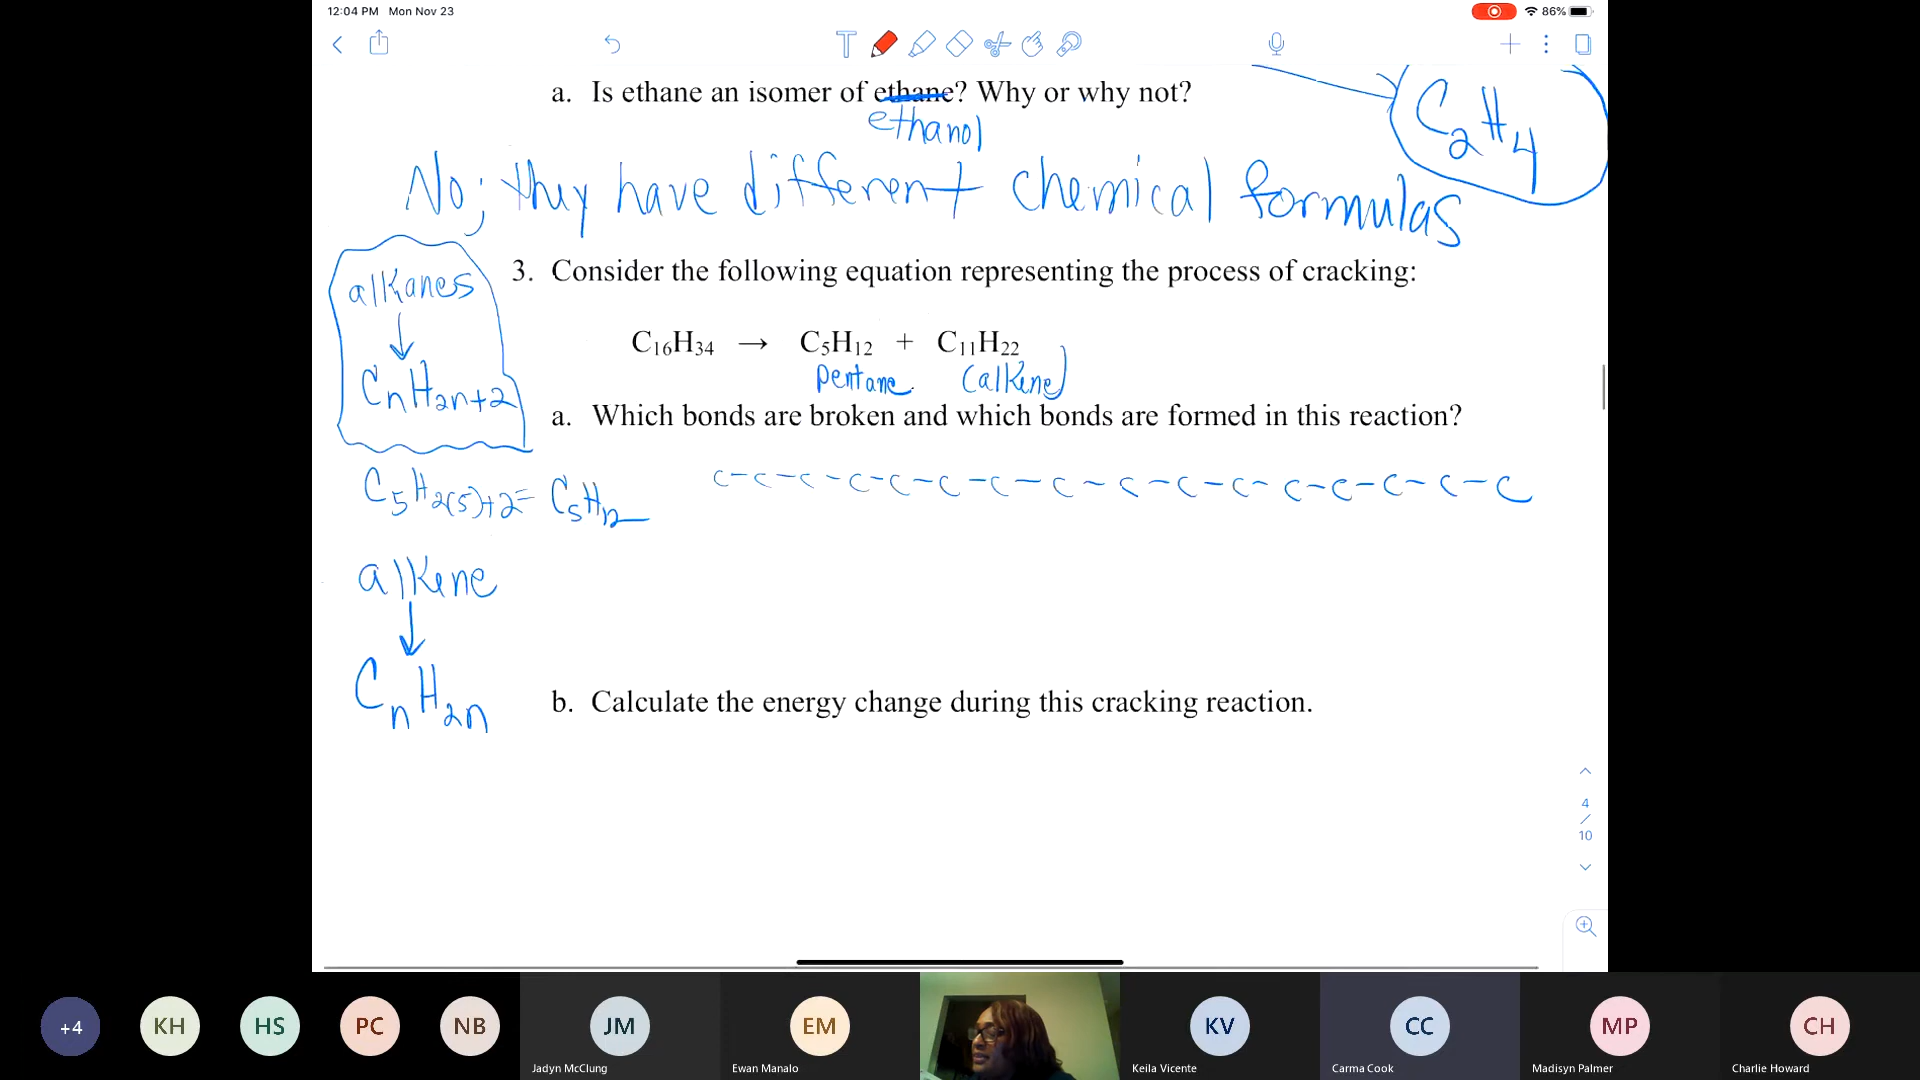 12:04 PM Mon Nov 23
86%
a. Is ethane an isomer of ethane? Why or why not?
ethanol
C2H4
No; they have different chemical formulas
alkanes
CnH2n+2
3. Consider the following equation representing the process of cracking:
C16H34 → C5H12 + C11H22
Pentane (alkene)
a. Which bonds are broken and which bonds are formed in this reaction?
C-C-C-C-C-C-C-C-C-C-C-C-C-C-C-C
C5H2(5)+2= C5H12
alkene
CnH2n
b. Calculate the energy change during this cracking reaction.
4
/
10
+4
KH
HS
PC
NB
JM
EM
KV
CC
MP
CH
Jadyn McClung
Ewan Manalo
Keila Vicente
Carma Cook
Madisyn Palmer
Charlie Howard